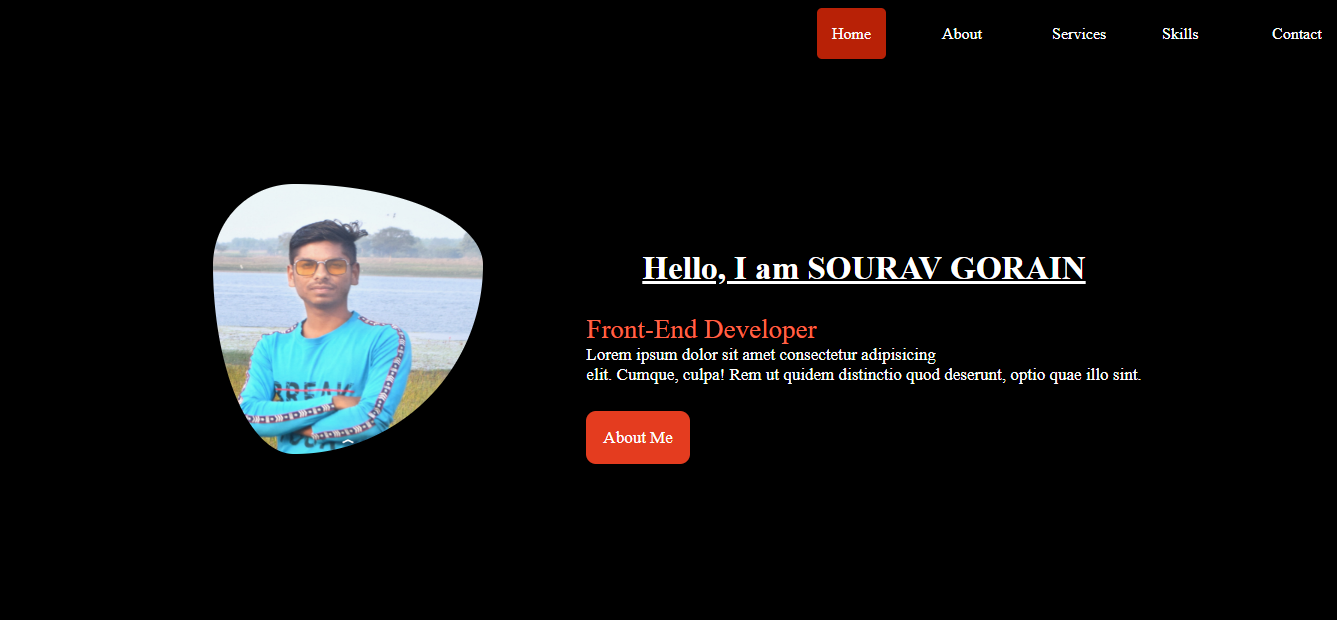 Home About Services Skills Contact
Hello, I am SOURAV GORAIN
Front-End Developer
Lorem ipsum dolor sit amet consectetur adipisicing
elit. Cumque, culpa! Rem ut quidem distinctio quod deserunt, optio quae illo sint.
About Me